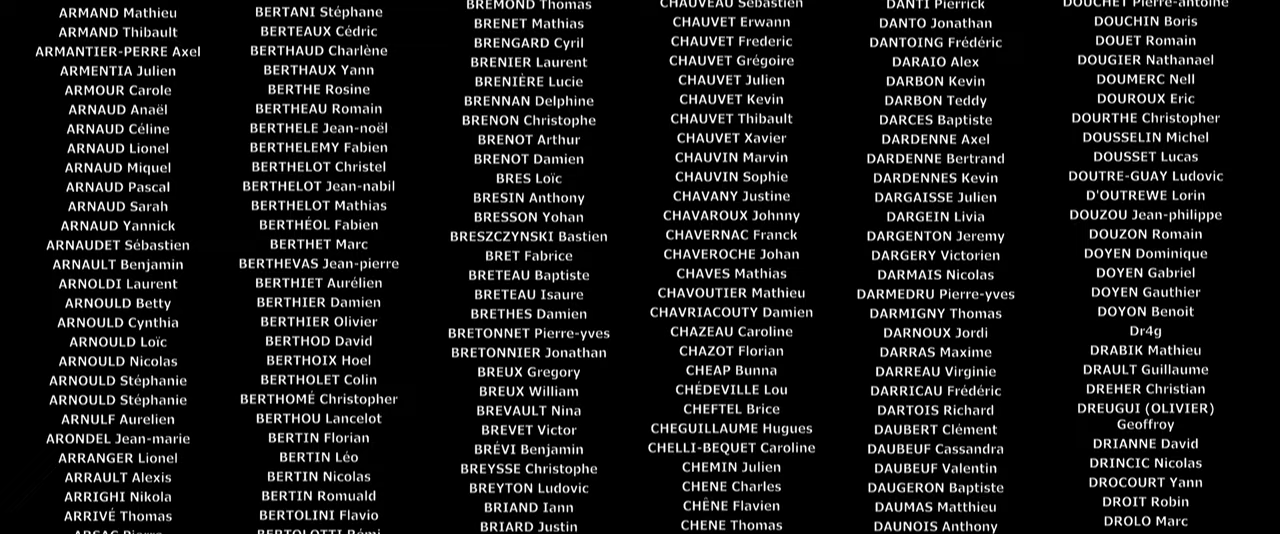 ARMAND Mathieu
ARMAND Thibault
ARMANTIER-PERRE Axel
ARMENTIA Julien
ARMOUR Carole
ARNAUD Anaël
ARNAUD Céline
ARNAUD Lionel
ARNAUD Miquel
ARNAUD Pascal
ARNAUD Sarah
ARNAUD Yannick
ARNAUDET Sébastien
ARNAULT Benjamin
ARNOLDI Laurent
ARNOULD Betty
ARNOULD Cynthia
ARNOULD Loïc
ARNOULD Nicolas
ARNOULD Stéphanie
ARNOULD Stéphanie
ARNULF Aurelien
ARONDEL Jean-marie
ARRANGER Lionel
ARRAULT Alexis
ARRIGHI Nikola
ARRIVÉ Thomas
ARSAC Pierre
BERTANI Stéphane
BERTEAUX Cédric
BERTHAUD Charlène
BERTHAUX Yann
BERTHE Rosine
BERTHEAU Romain
BERTHELE Jean-noël
BERTHELEMY Fabien
BERTHELOT Christel
BERTHELOT Jean-nabil
BERTHELOT Mathias
BERTHÉOL Fabien
BERTHET Marc
BERTHEVAS Jean-pierre
BERTHIET Aurélien
BERTHIER Damien
BERTHIER Olivier
BERTHOD David
BERTHOIX Hoel
BERTHOLET Colin
BERTHOMÉ Christopher
BERTHOU Lancelot
BERTIN Florian
BERTIN Léo
BERTIN Nicolas
BERTIN Romuald
BERTOLINI Flavio
BERTOLOTTI Rémi
BREMOND Thomas
BRENET Mathias
BRENGARD Cyril
BRENIER Laurent
BRENIÈRE Lucie
BRENNAN Delphine
BRENON Christophe
BRENOT Arthur
BRENOT Damien
BRES Loïc
BRESIN Anthony
BRESSON Yohan
BRESZCZYNSKI Bastien
BRET Fabrice
BRETEAU Baptiste
BRETEAU Isaure
BRETHES Damien
BRETONNET Pierre-yves
BRETONNIER Jonathan
BREUX Gregory
BREUX William
BREVAULT Nina
BREVET Victor
BRÉVI Benjamin
BREYSSE Christophe
BREYTON Ludovic
BRIAND Iann
BRIARD Justin
CHAUVEAU Sébastien
CHAUVET Erwann
CHAUVET Frederic
CHAUVET Grégoire
CHAUVET Julien
CHAUVET Kevin
CHAUVET Thibault
CHAUVET Xavier
CHAUVIN Marvin
CHAUVIN Sophie
CHAVANY Justine
CHAVAROUX Johnny
CHAVERNAC Franck
CHAVEROCHE Johan
CHAVES Mathias
CHAVOUTIER Mathieu
CHAVRIACOUTY Damien
CHAZEAU Caroline
CHAZOT Florian
CHEAP Bunna
CHÉDEVILLE Lou
CHEFTEL Brice
CHEGUILLAUME Hugues
CHELLI-BEQUET Caroline
CHEMIN Julien
CHENE Charles
CHÊNE Flavien
CHENE Thomas
DANTI Pierrick
DANTO Jonathan
DANTOING Frédéric
DARAIO Alex
DARBON Kevin
DARBON Teddy
DARCES Baptiste
DARDENNE Axel
DARDENNE Bertrand
DARDENNES Kevin
DARGAISSE Julien
DARGEIN Livia
DARGENTON Jeremy
DARGERY Victorien
DARMAIS Nicolas
DARMEDRU Pierre-yves
DARMIGNY Thomas
DARNOUX Jordi
DARRAS Maxime
DARREAU Virginie
DARRICAU Frédéric
DARTOIS Richard
DAUBERT Clément
DAUBEUF Cassandra
DAUBEUF Valentin
DAUGERON Baptiste
DAUMAS Matthieu
DAUNOIS Anthony
DOUCHET Pierre-antoine
DOUCHIN Boris
DOUET Romain
DOUGIER Nathanael
DOUMERC Nell
DOUROUX Eric
DOURTHE Christopher
DOUSSELIN Michel
DOUSSET Lucas
DOUTRE-GUAY Ludovic
D'OUTREWE Lorin
DOUZOU Jean-philippe
DOUZON Romain
DOYEN Dominique
DOYEN Gabriel
DOYEN Gauthier
DOYON Benoit
Dr4g
DRABIK Mathieu
DRAULT Guillaume
DREHER Christian
DREUGUI (OLIVIER)
Geoffroy
DRIANNE David
DRINCIC Nicolas
DROCOURT Yann
DROIT Robin
DROLO Marc